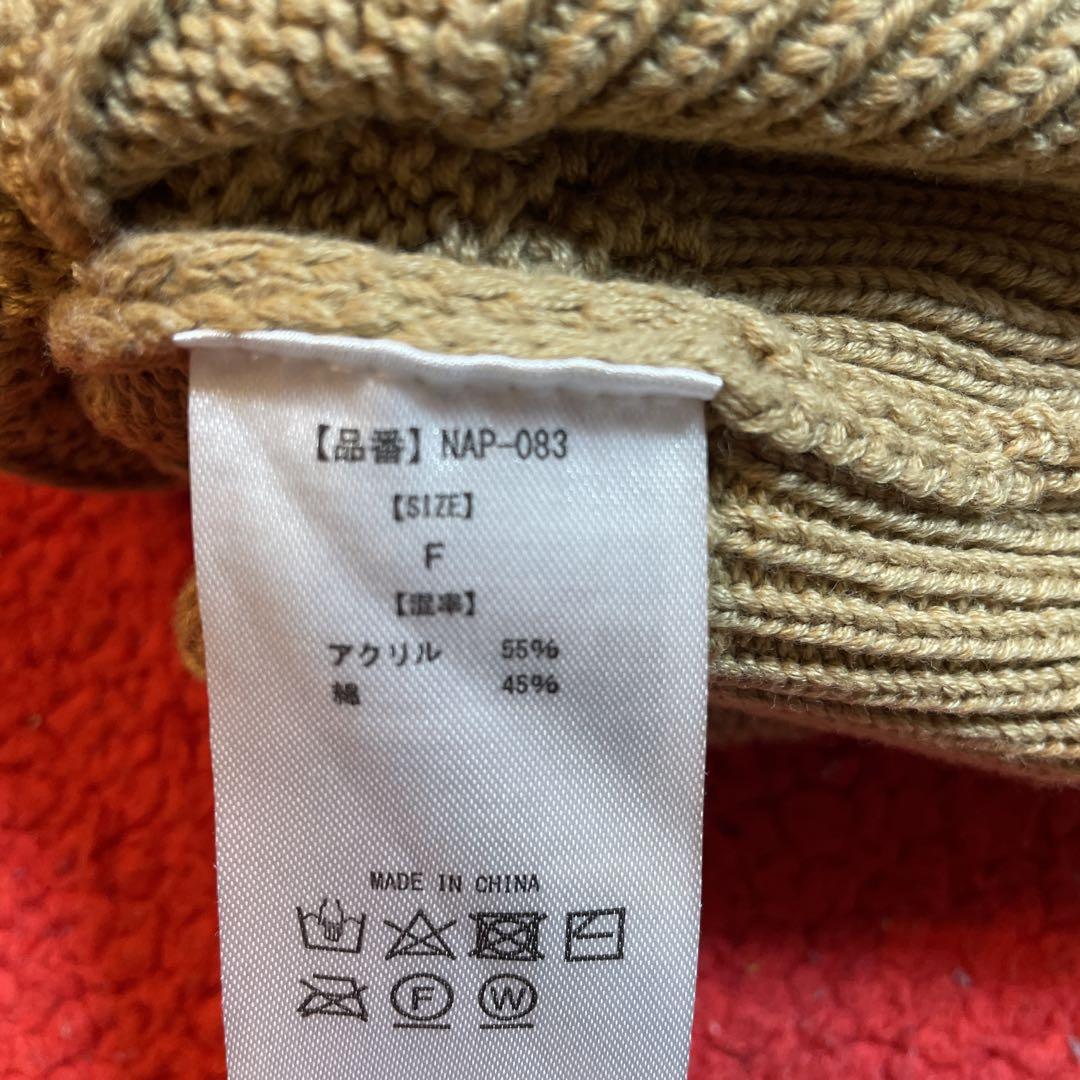 【品番】NAP-083
【SIZE】
F
【混率】
アクリル 55%
綿 45%
MADE IN CHINA
F W